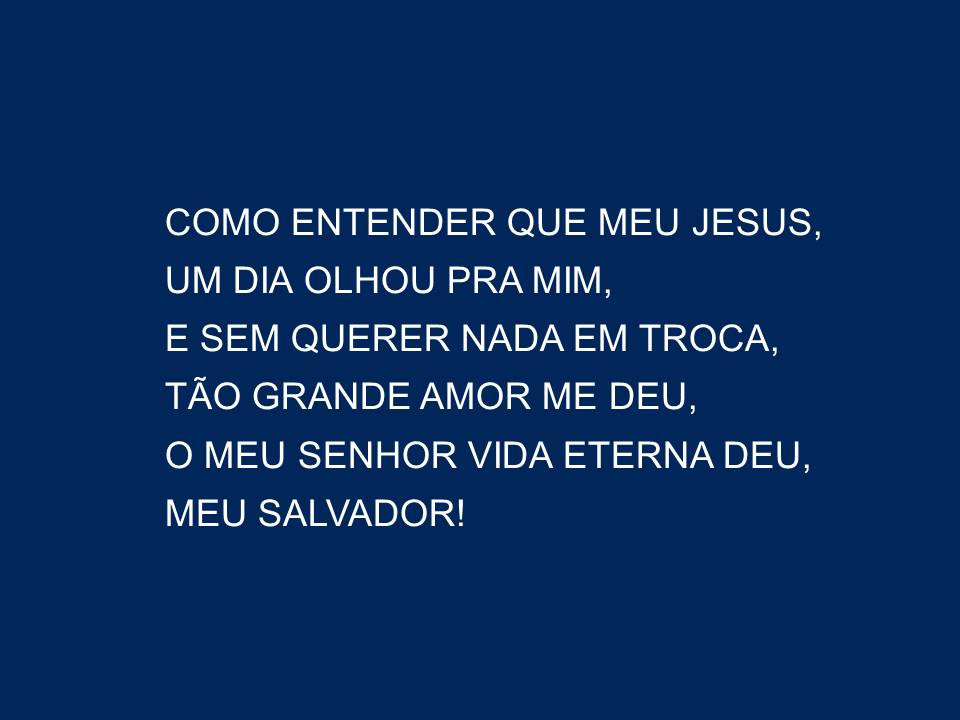 COMO ENTENDER QUE MEU JESUS,
UM DIA OLHOU PRA MIM,
E SEM QUERER NADA EM TROCA,
TÃO GRANDE AMOR ME DEU,
O MEU SENHOR VIDA ETERNA DEU,
MEU SALVADOR!